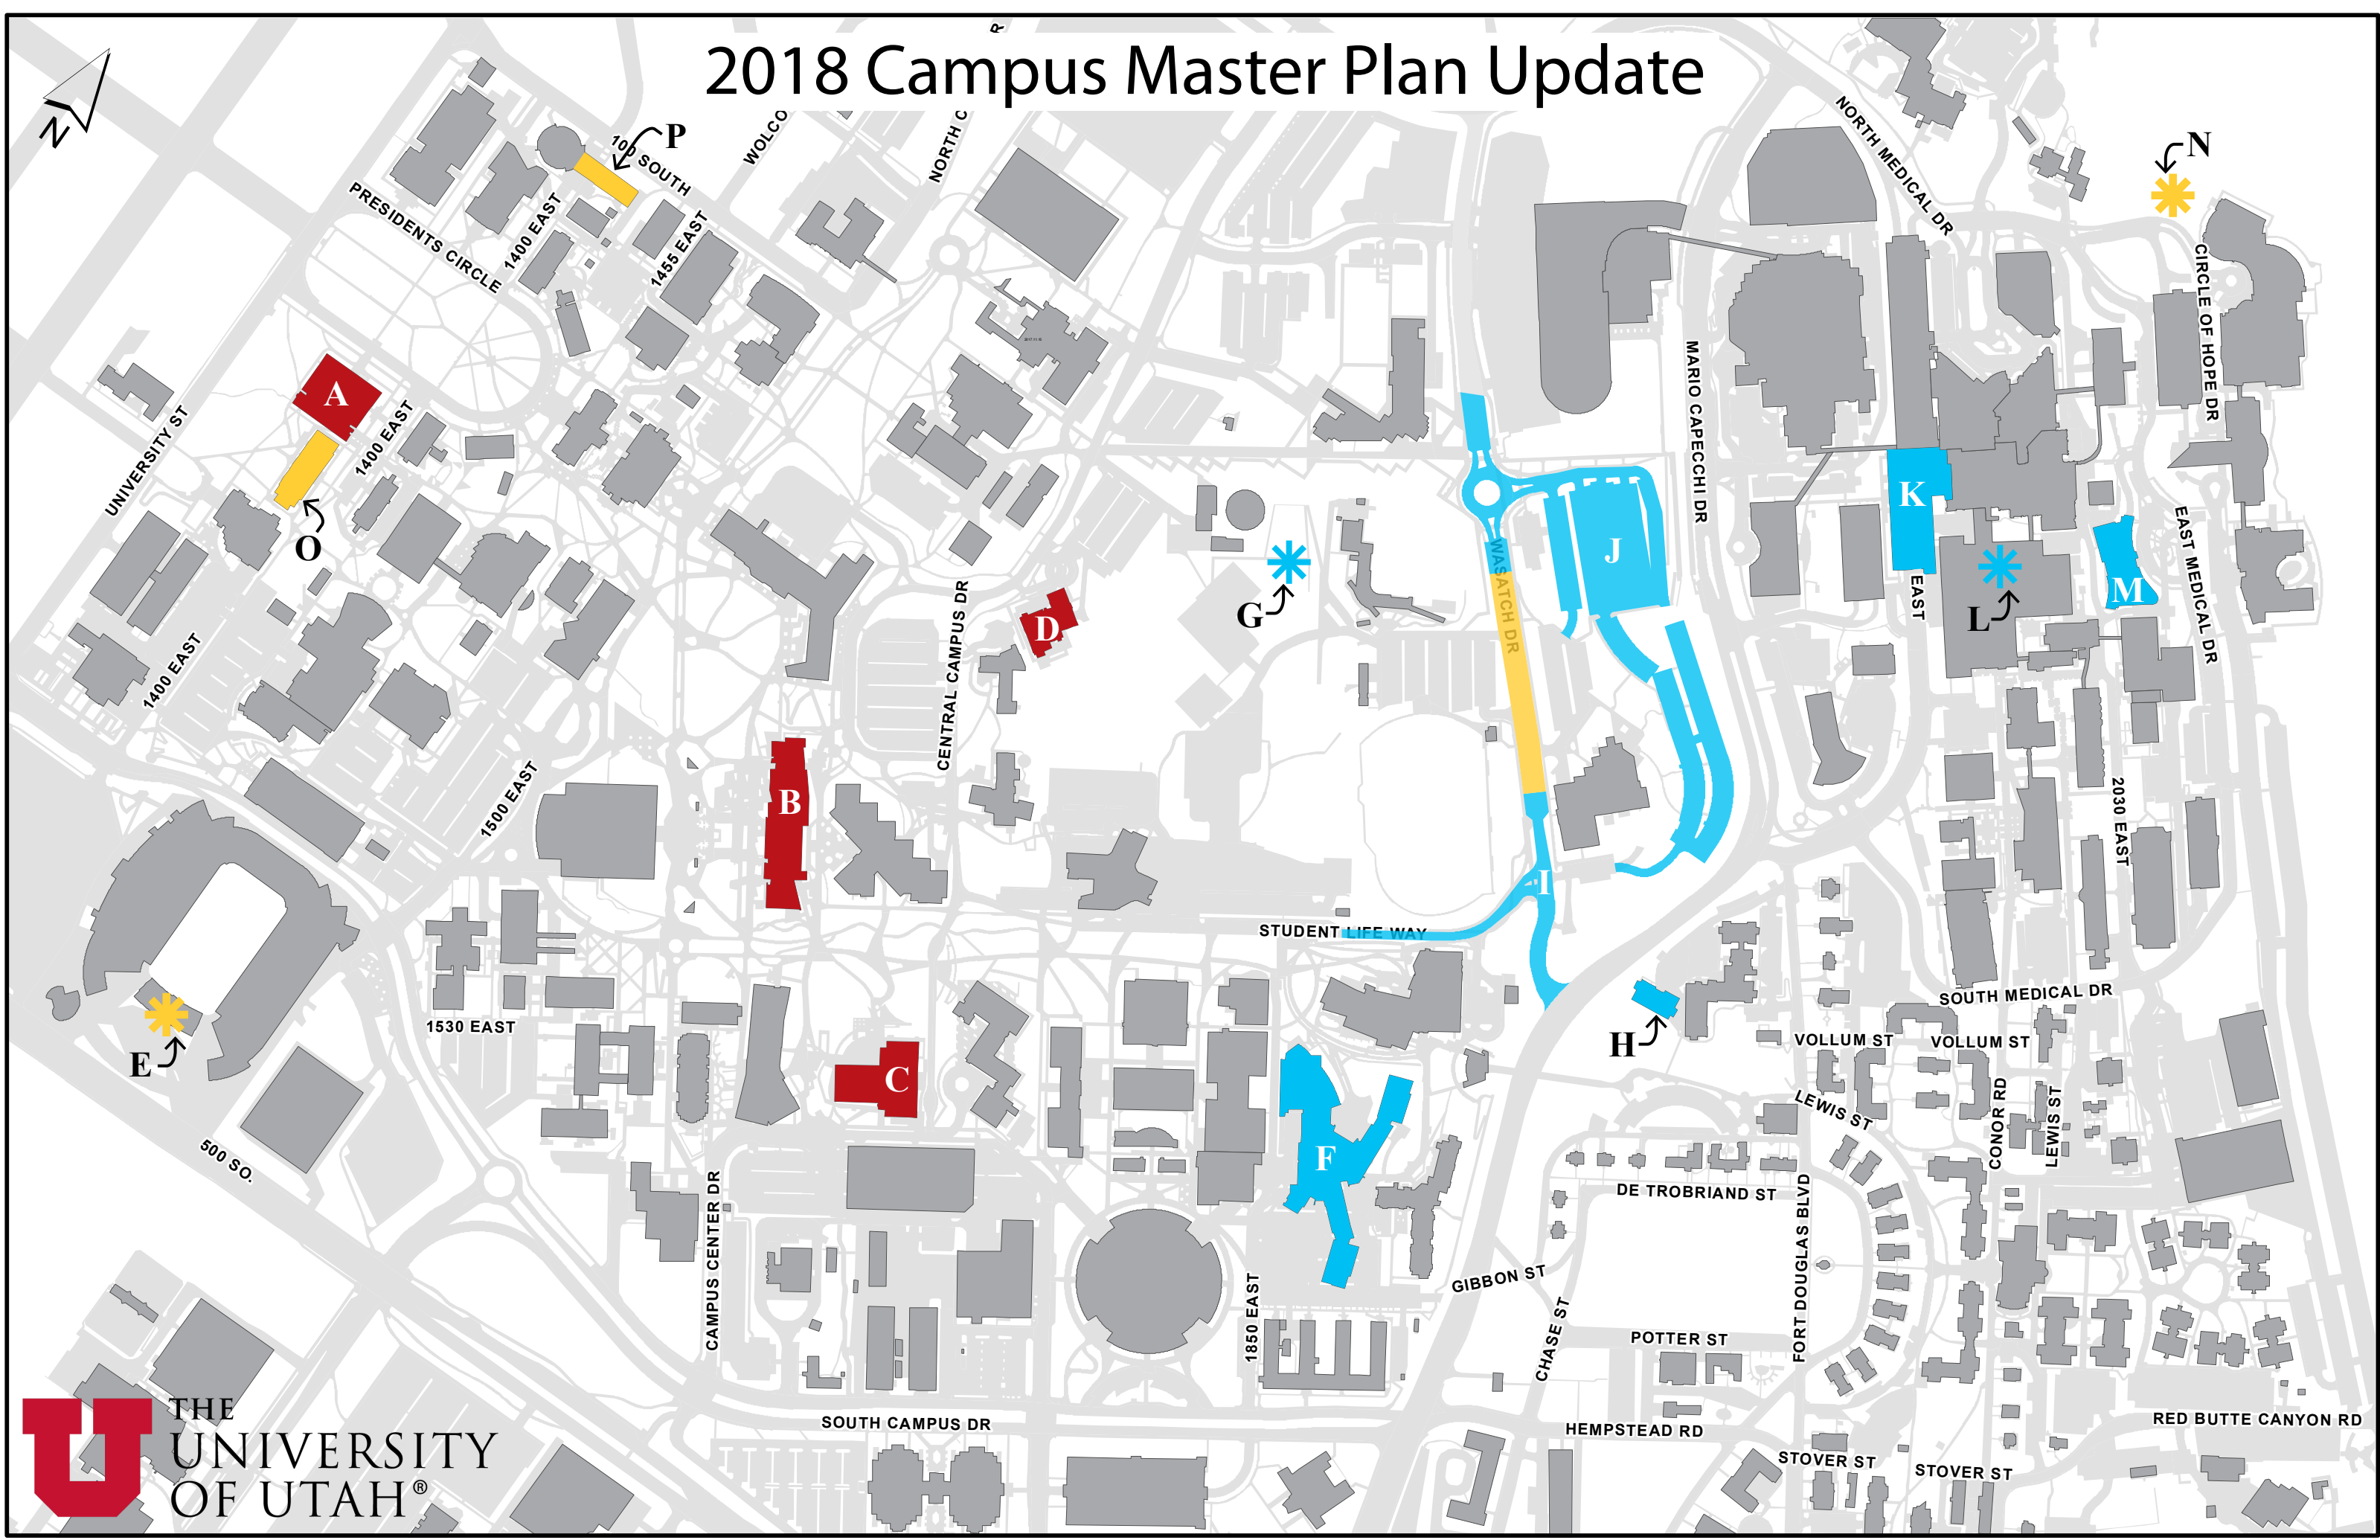 2018 Campus Master Plan Update
N
R
WOLCO
NORTH C
P
100 SOUTH
PRESIDENTS CIRCLE
1400 EAST
1455 EAST
NORTH MEDICAL DR
N
CIRCLE OF HOPE DR
A
UNIVERSITY ST
1400 EAST
O
MARIO CAPECCHI DR
WASATCH DR
J
K
EAST
L
M
EAST MEDICAL DR
G
D
CENTRAL CAMPUS DR
1400 EAST
1500 EAST
B
2030 EAST
I
STUDENT LIFE WAY
E
1530 EAST
C
H
SOUTH MEDICAL DR
VOLLUM ST
VOLLUM ST
LEWIS ST
CONOR RD
LEWIS ST
500 SO.
F
CAMPUS CENTER DR
DE TROBRIAND ST
FORT DOUGLAS BLVD
GIBBON ST
1850 EAST
CHASE ST
POTTER ST
SOUTH CAMPUS DR
HEMPSTEAD RD
RED BUTTE CANYON RD
STOVER ST
STOVER ST
U
THE
UNIVERSITY
OF UTAH®